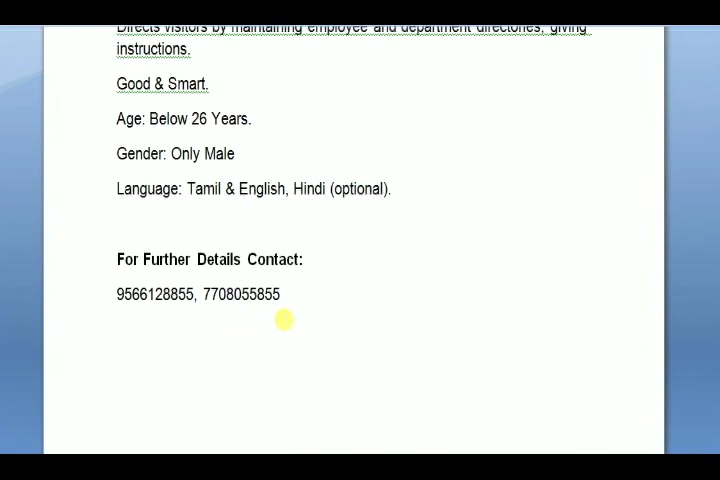 Directs visitors by maintaining employee and department directories; giving
instructions.
Good & Smart.
Age: Below 26 Years.
Gender: Only Male
Language: Tamil & English, Hindi (optional).
For Further Details Contact:
9566128855, 7708055855